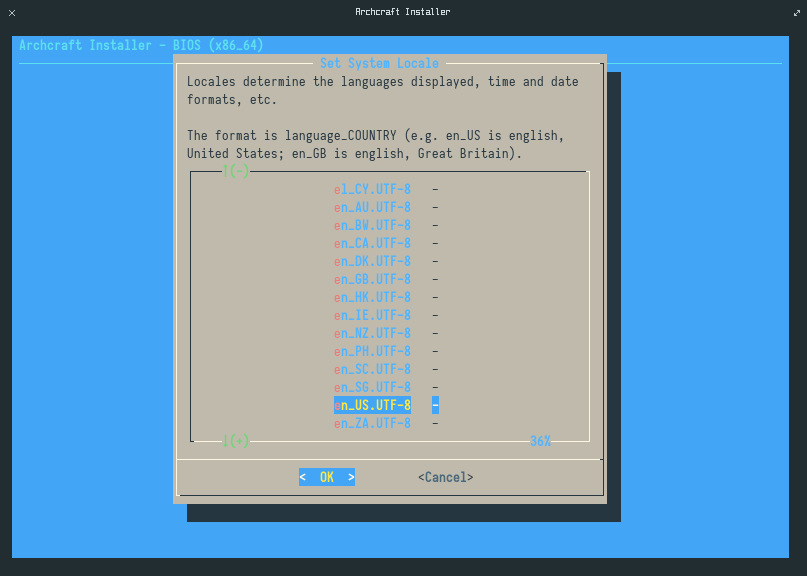 Archcraft Installer
Archcraft Installer - BIOS (x86_64)
Set System Locale
Locales determine the languages displayed, time and date
formats, etc.
The format is language_COUNTRY (e.g. en_US is english,
United States; en_GB is english, Great Britain).
↑(-)
el_CY.UTF-8 -
en_AU.UTF-8 -
en_BW.UTF-8 -
en_CA.UTF-8 -
en_DK.UTF-8 -
en_GB.UTF-8 -
en_HK.UTF-8 -
en_IE.UTF-8 -
en_NZ.UTF-8 -
en_PH.UTF-8 -
en_SC.UTF-8 -
en_SG.UTF-8 -
en_US.UTF-8 -
en_ZA.UTF-8 -
↓(+) 36%
< OK > <Cancel>